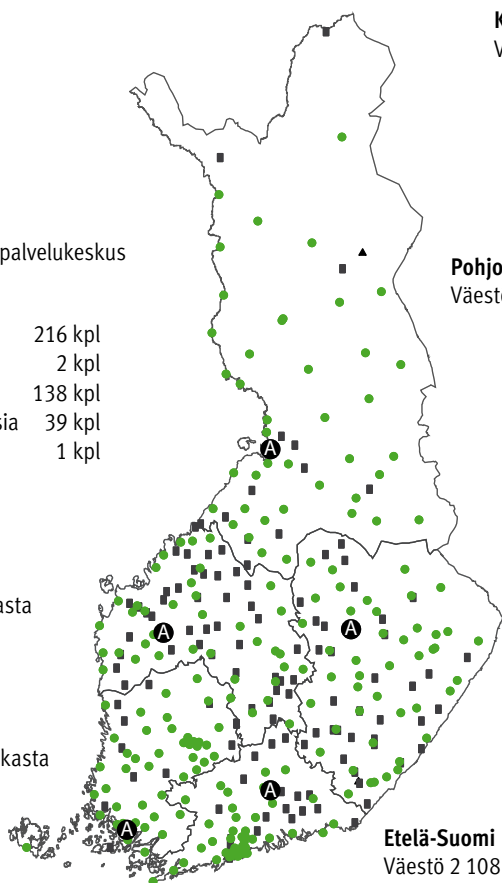 K
V
palvelukeskus
Pohjo
Väestö
216 kpl
2 kpl
138 kpl
sia 39 kpl
1 kpl
A
asta
A
A
kasta
A
A
Etelä-Suomi
Väestö 2 108